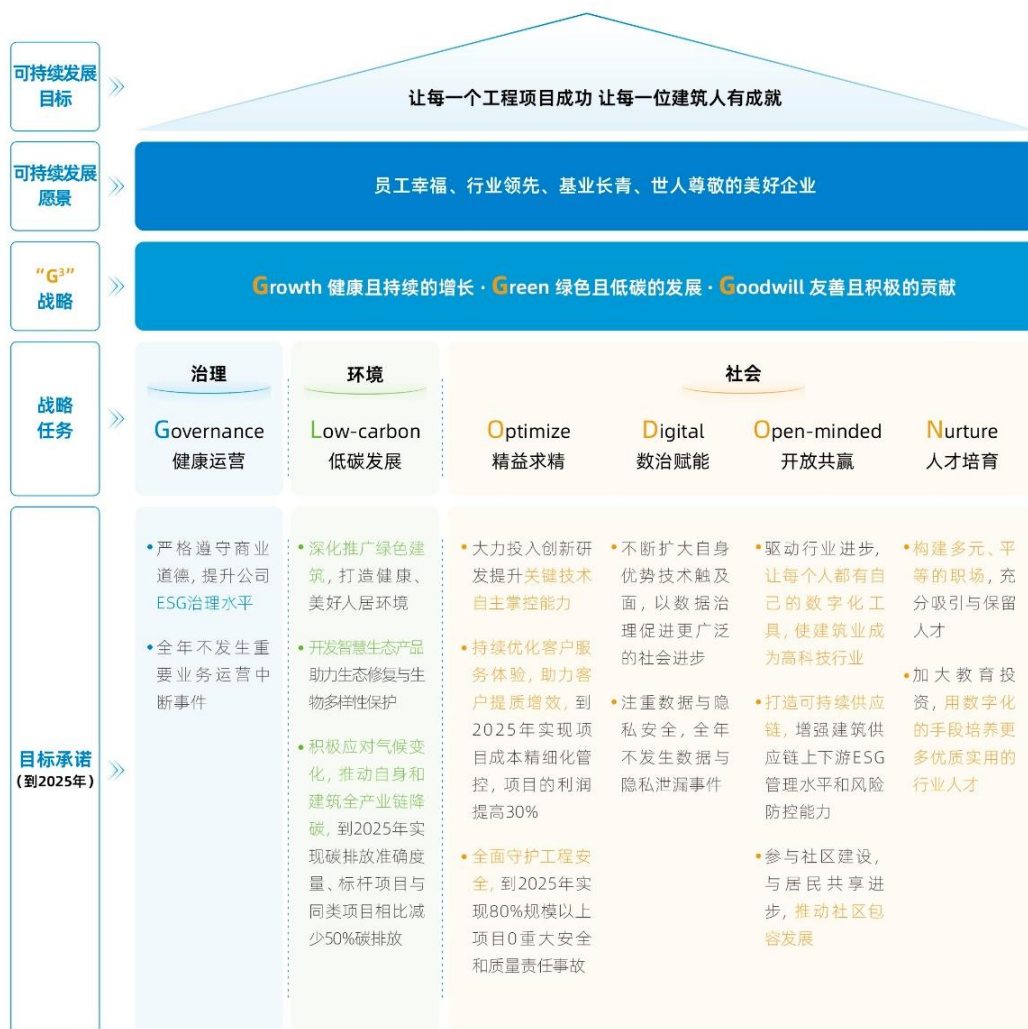 可持续发展
目标
让每一个工程项目成功 让每一位建筑人有成就
可持续发展
愿景
员工幸福、行业领先、基业长青、世人尊敬的美好企业
“G³”
战略
Growth 健康且持续的增长 · Green 绿色且低碳的发展 · Goodwill 友善且积极的贡献
战略
任务
治理
Governance
健康运营
环境
Low-carbon
低碳发展
社会
Optimize
精益求精
Digital
数治赋能
Open-minded
开放共赢
Nurture
人才培育
目标承诺
(到2025年)
•严格遵守商业
道德, 提升公司
ESG治理水平
•全年不发生重
要业务运营中
断事件
•深化推广绿色建
筑, 打造健康、
美好人居环境
•开发智慧生态产品
助力生态修复与生
物多样性保护
•积极应对气候变
化, 推动自身和
建筑全产业链降
碳, 到2025年实
现碳排放准确度
量、标杆项目与
同类项目相比减
少50%碳排放
•大力投入创新研
发提升关键技术
自主掌控能力
•持续优化客户服
务体验, 助力客
户提质增效, 到
2025年实现项
目成本精细化管
控, 项目的利润
提高30%
•全面守护工程安
全, 到2025年实
现80%规模以上
项目0重大安全
和质量责任事故
•不断扩大自身
优势技术触及
面, 以数据治
理促进更广泛
的社会进步
•注重数据与隐
私安全, 全年
不发生数据与
隐私泄漏事件
•驱动行业进步,
让每个人都有自
己的数字化工
具, 使建筑业成
为高科技行业
•打造可持续供应
链, 增强建筑供
应链上下游ESG
管理水平和风险
防控能力
•参与社区建设,
与居民共享进
步, 推动社区包
容发展
•构建多元、平
等的职场, 充
分吸引与保留
人才
•加大教育投
资, 用数字化
的手段培养更
多优质实用的
行业人才